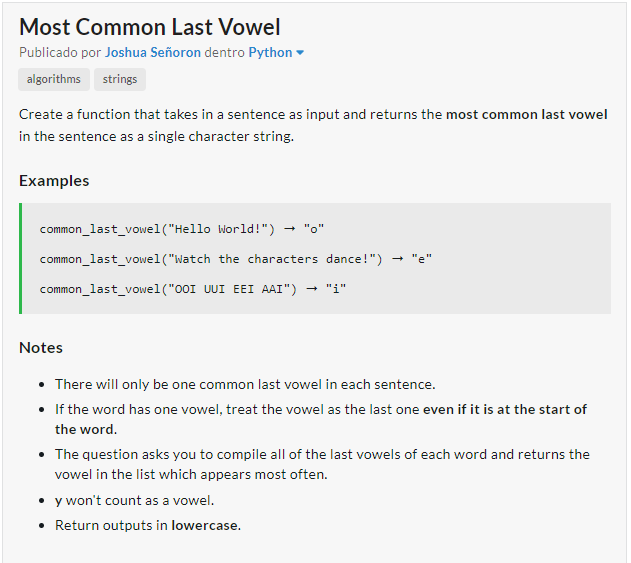 Most Common Last Vowel
Publicado por Joshua Señoron dentro Python
algorithms strings
Create a function that takes in a sentence as input and returns the most common last vowel
in the sentence as a single character string.
Examples
common_last_vowel("Hello World!") → "o"
common_last_vowel("Watch the characters dance!") → "e"
common_last_vowel("OOI UUI EEI AAI") → "i"
Notes
• There will only be one common last vowel in each sentence.
• If the word has one vowel, treat the vowel as the last one even if it is at the start of
the word.
• The question asks you to compile all of the last vowels of each word and returns the
vowel in the list which appears most often.
• y won't count as a vowel.
• Return outputs in lowercase.